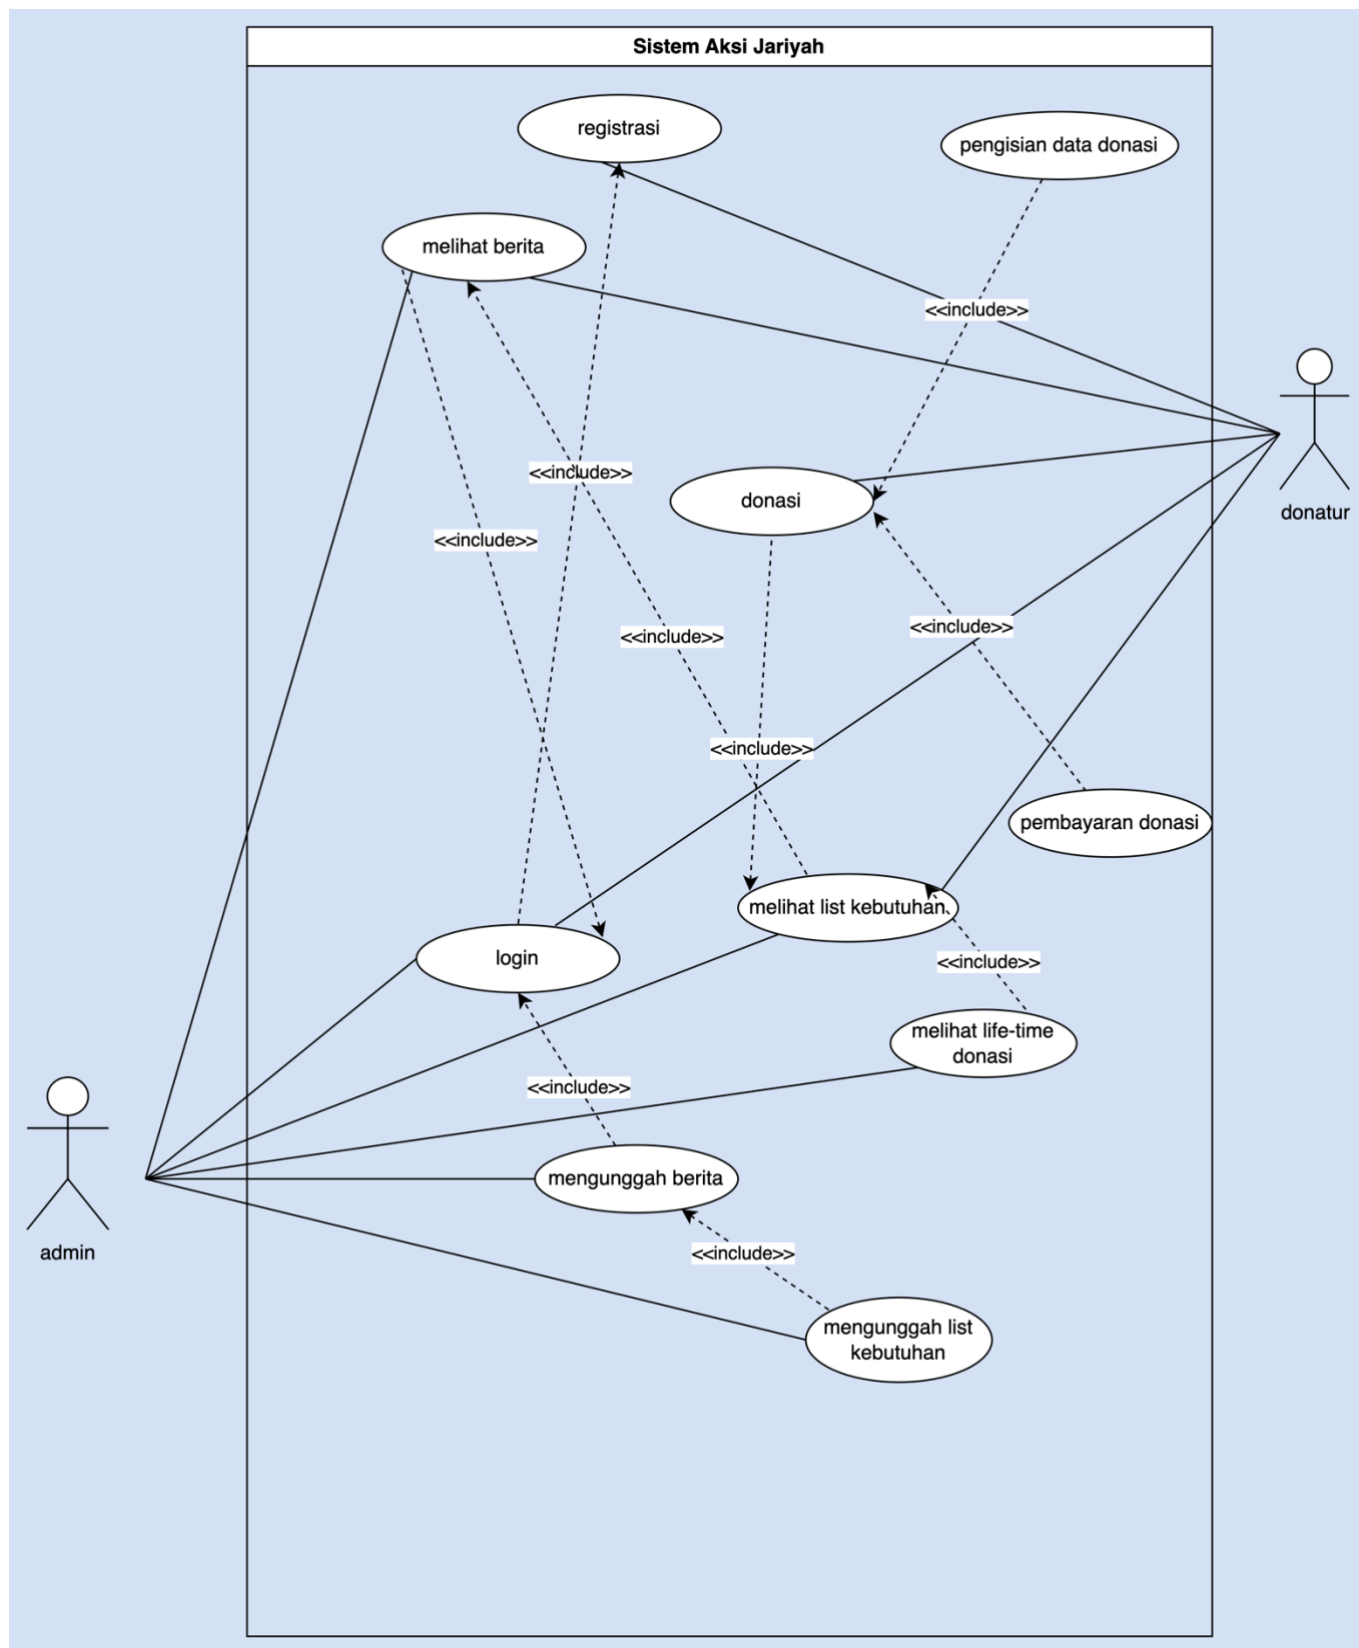 Sistem Aksi Jariyah
registrasi
pengisian data donasi
melihat berita
<<include>>
<<include>>
donasi
donatur
<<include>>
<<include>>
<<include>>
<<include>>
pembayaran donasi
melihat list kebutuhan
login
<<include>>
melihat life-time
donasi
<<include>>
mengunggah berita
admin
<<include>>
mengunggah list
kebutuhan